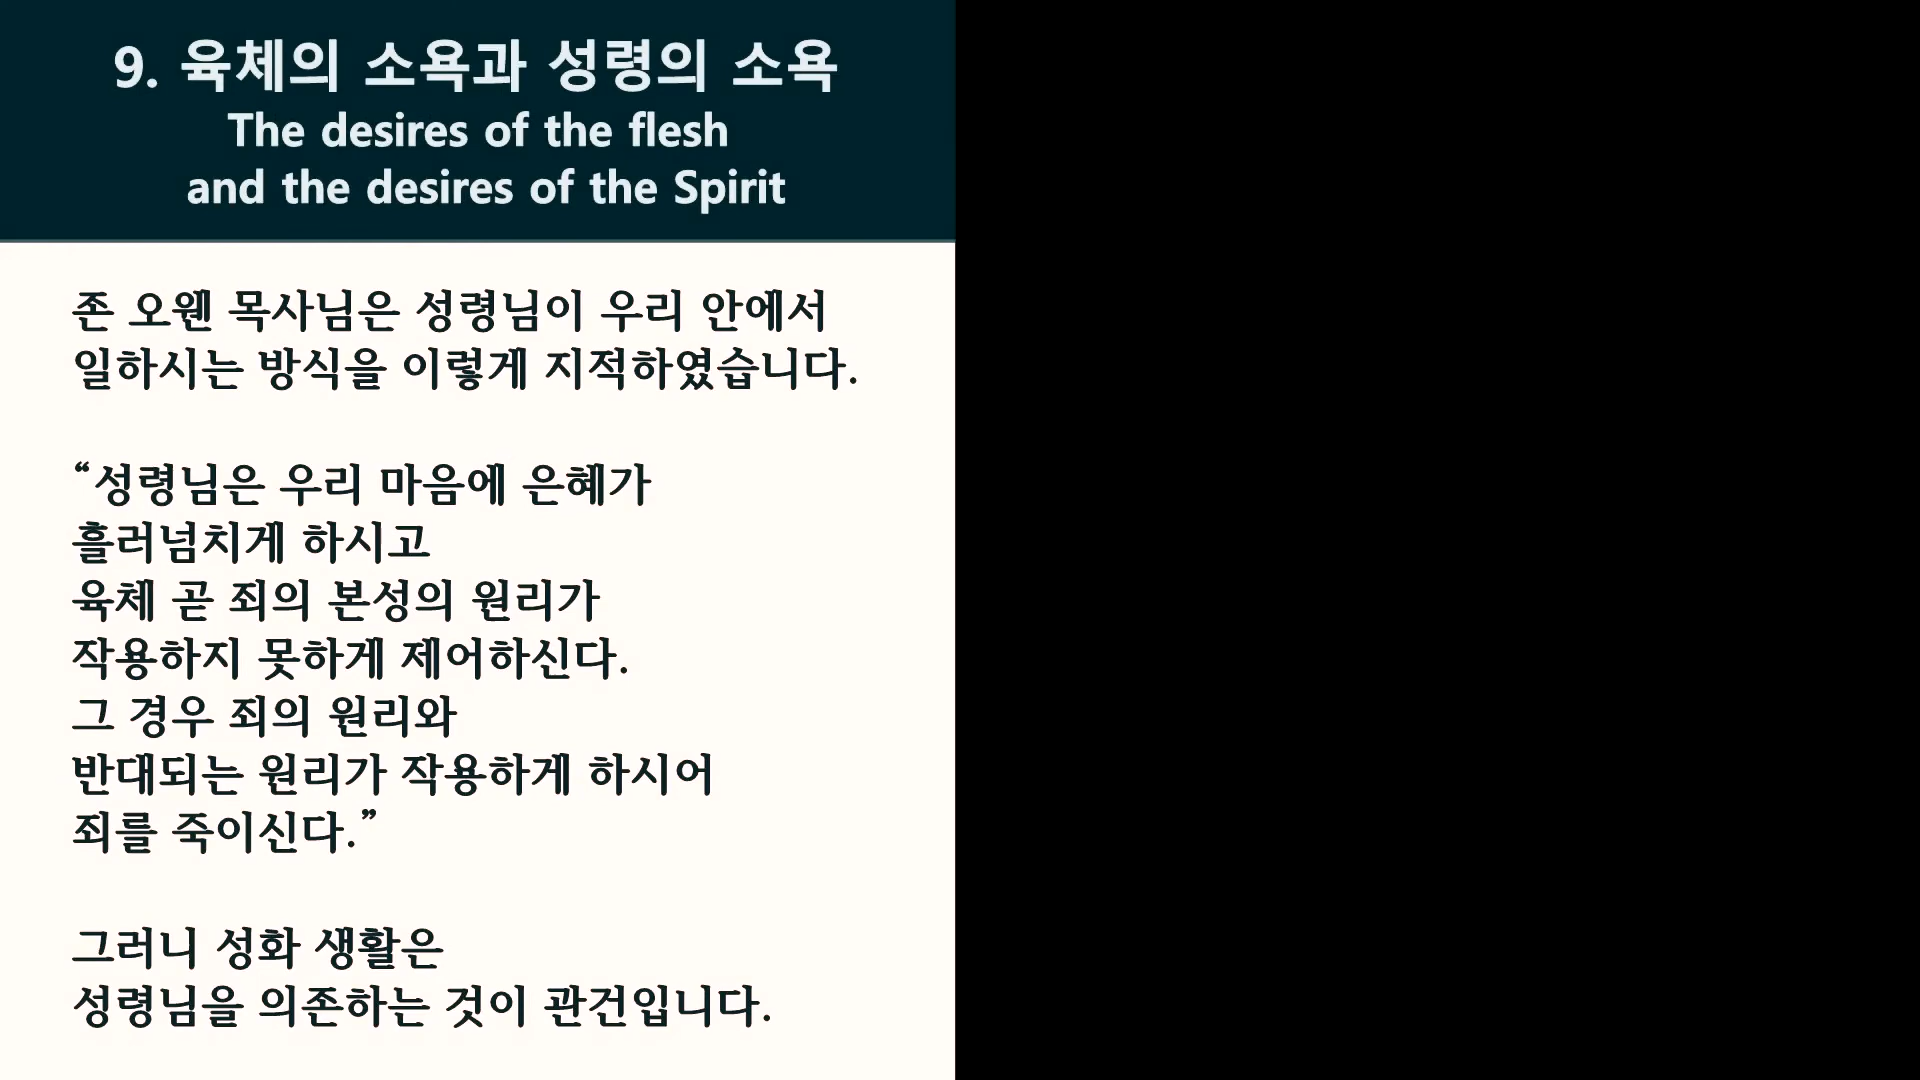 9. 육체의 소욕과 성령의 소욕
The desires of the flesh
and the desires of the Spirit
존 오웬 목사님은 성령님이 우리 안에서
일하시는 방식을 이렇게 지적하였습니다.
“성령님은 우리 마음에 은혜가
흘러넘치게 하시고
육체 곧 죄의 본성의 원리가
작용하지 못하게 제어하신다.
그 경우 죄의 원리와
반대되는 원리가 작용하게 하시어
죄를 죽이신다.”
그러니 성화 생활은
성령님을 의존하는 것이 관건입니다.